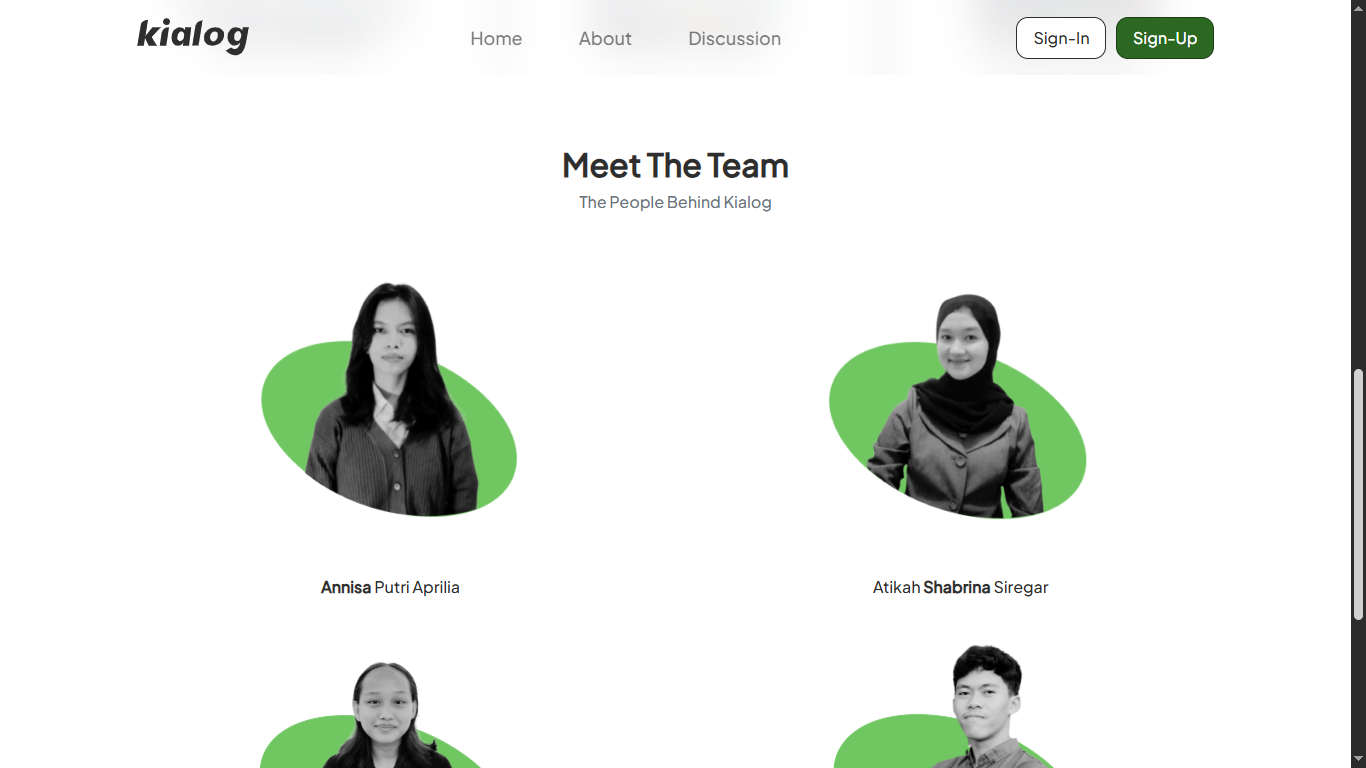 kialog
Home
About
Discussion
Sign-In
Sign-Up
Meet The Team
The People Behind Kialog
Annisa Putri Aprilia
Atikah Shabrina Siregar